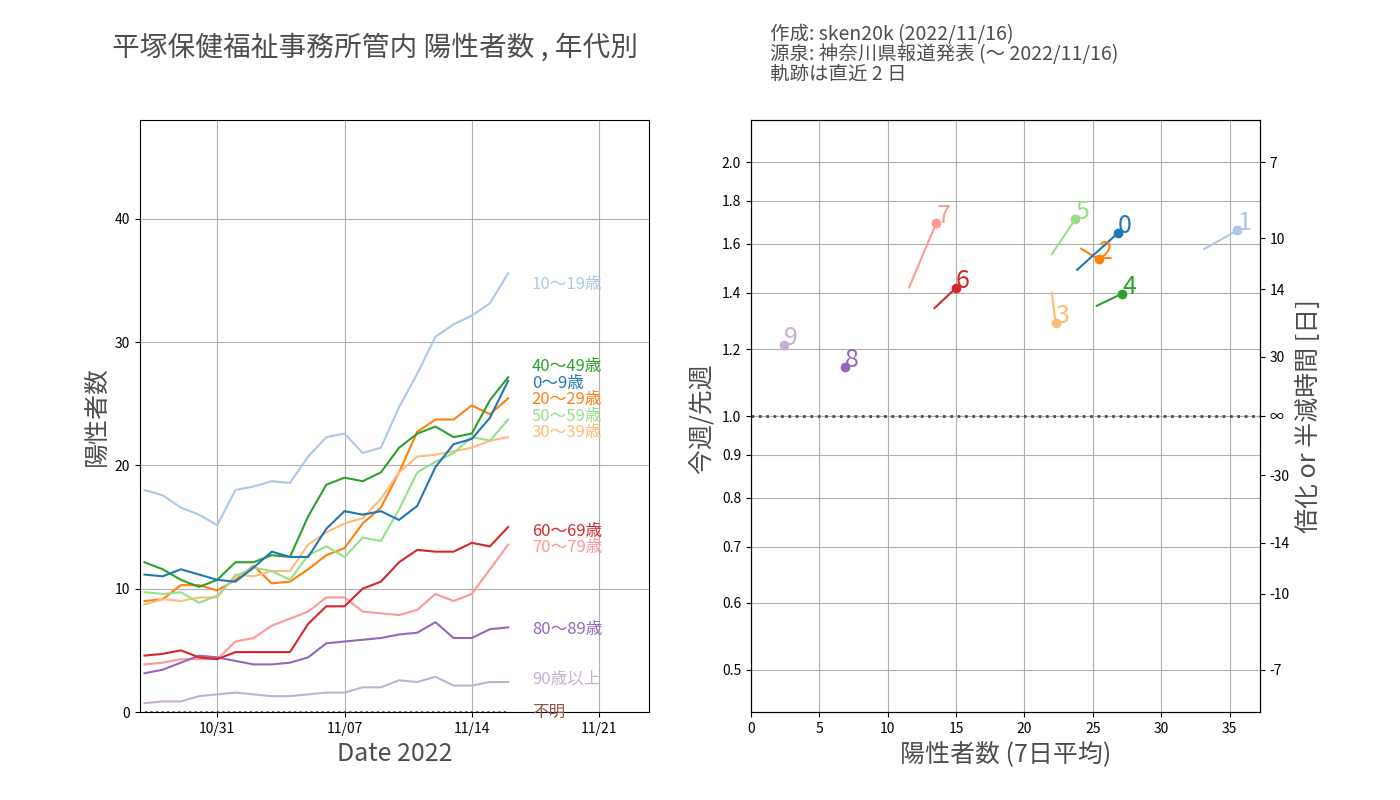 平塚保健福祉事務所管内 陽性者数 , 年代別
作成: sken20k (2022/11/16)
源泉: 神奈川県報道発表 (〜 2022/11/16)
軌跡は直近 2 日
陽性者数
40
30
20
10
0
10〜19歳
40〜49歳
0〜9歳
20〜29歳
50〜59歳
30〜39歳
60〜69歳
70〜79歳
80〜89歳
90歳以上
不明
10/31
11/07
11/14
11/21
Date 2022
今週/先週
2.0
1.8
1.6
1.4
1.2
1.0
0.9
0.8
0.7
0.6
0.5
7
5
0
1
2
6
4
3
9
8
7
10
14
30
∞
-30
-14
-10
-7
倍化 or 半減時間 [日]
0
5
10
15
20
25
30
35
陽性者数 (7日平均)